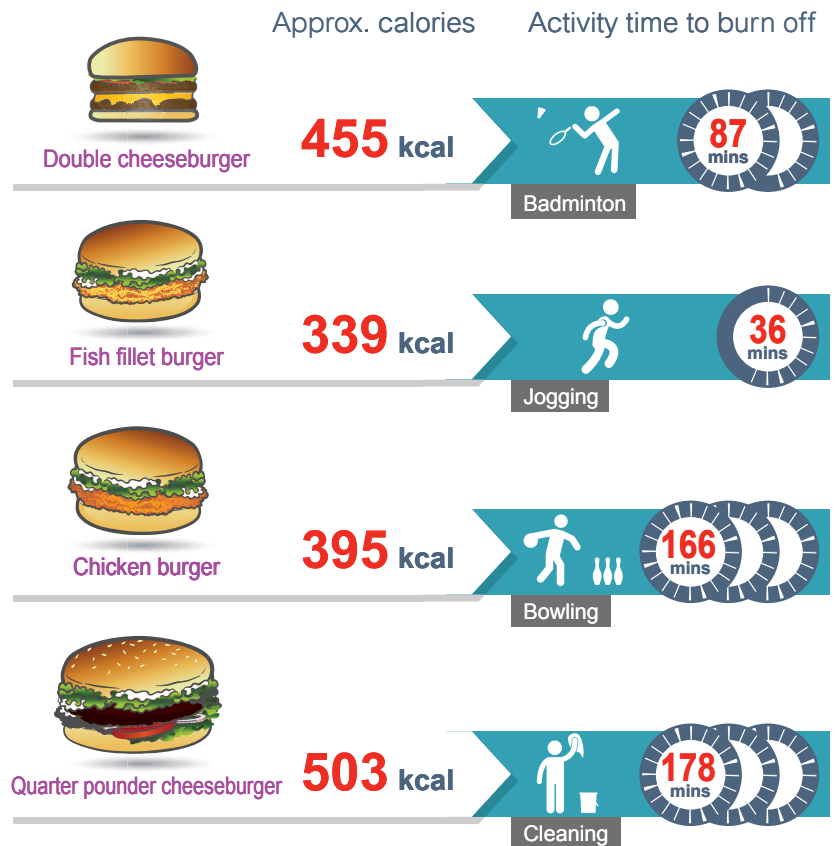 Approx. calories
Activity time to burn off
Double cheeseburger
455 kcal
87
mins
Badminton
Fish fillet burger
339 kcal
36
mins
Jogging
Chicken burger
395 kcal
166
mins
Bowling
Quarter pounder cheeseburger
503 kcal
178
mins
Cleaning